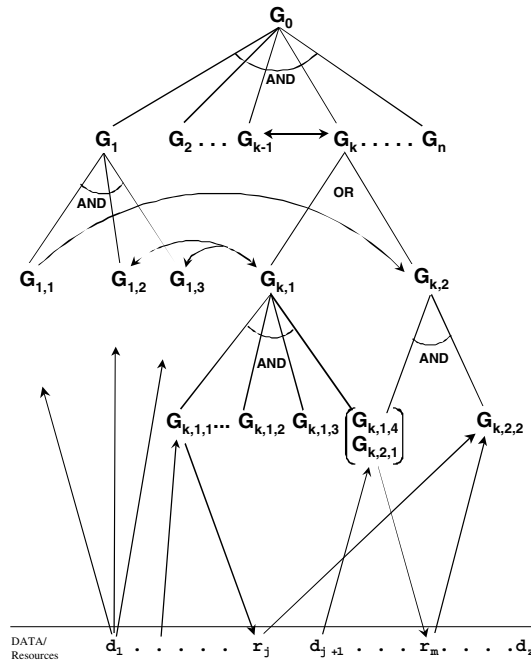 G0
AND
G1 G2 . . . Gk-1 Gk . . . . . Gn
AND OR
G1,1 G1,2 G1,3 Gk,1 Gk,2
AND AND
Gk,1,1... Gk,1,2 Gk,1,3 Gk,1,4 Gk,2,2
Gk,2,1
DATA/
Resources
d1 . . . . . rj dj+1 . . . rm . . . . dz